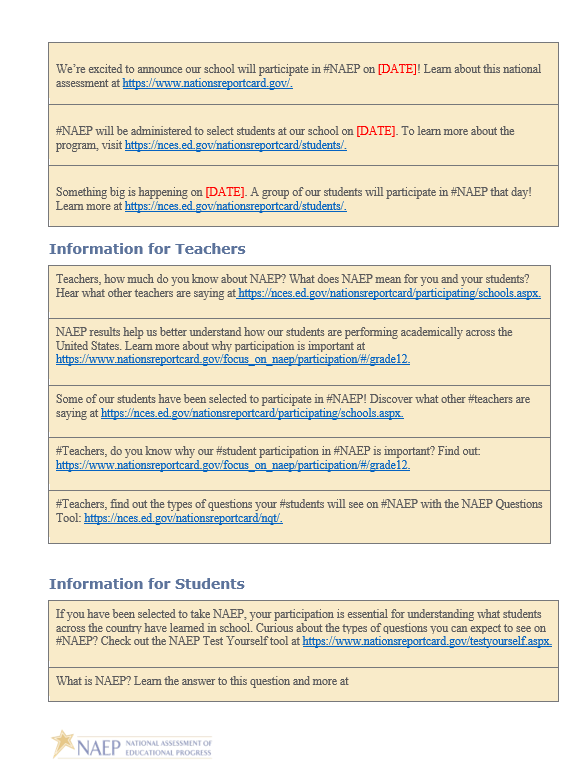 We’re excited to announce our school will participate in #NAEP on [DATE]! Learn about this national
assessment at https://www.nationsreportcard.gov/.
#NAEP will be administered to select students at our school on [DATE]. To learn more about the
program, visit https://nces.ed.gov/nationsreportcard/students/.
Something big is happening on [DATE]. A group of our students will participate in #NAEP that day!
Learn more at https://nces.ed.gov/nationsreportcard/students/.
Information for Teachers
Teachers, how much do you know about NAEP? What does NAEP mean for you and your students?
Hear what other teachers are saying at https://nces.ed.gov/nationsreportcard/participating/schools.aspx.
NAEP results help us better understand how our students are performing academically across the
United States. Learn more about why participation is important at
https://www.nationsreportcard.gov/focus_on_naep/participation/#/grade12.
Some of our students have been selected to participate in #NAEP! Discover what other #teachers are
saying at https://nces.ed.gov/nationsreportcard/participating/schools.aspx.
#Teachers, do you know why our #student participation in #NAEP is important? Find out:
https://www.nationsreportcard.gov/focus_on_naep/participation/#/grade12.
#Teachers, find out the types of questions your #students will see on #NAEP with the NAEP Questions
Tool: https://nces.ed.gov/nationsreportcard/nqt/.
Information for Students
If you have been selected to take NAEP, your participation is essential for understanding what students
across the country have learned in school. Curious about the types of questions you can expect to see on
#NAEP? Check out the NAEP Test Yourself tool at https://www.nationsreportcard.gov/testyourself.aspx.
What is NAEP? Learn the answer to this question and more at
NAEP NATIONAL ASSESSMENT OF
EDUCATIONAL PROGRESS